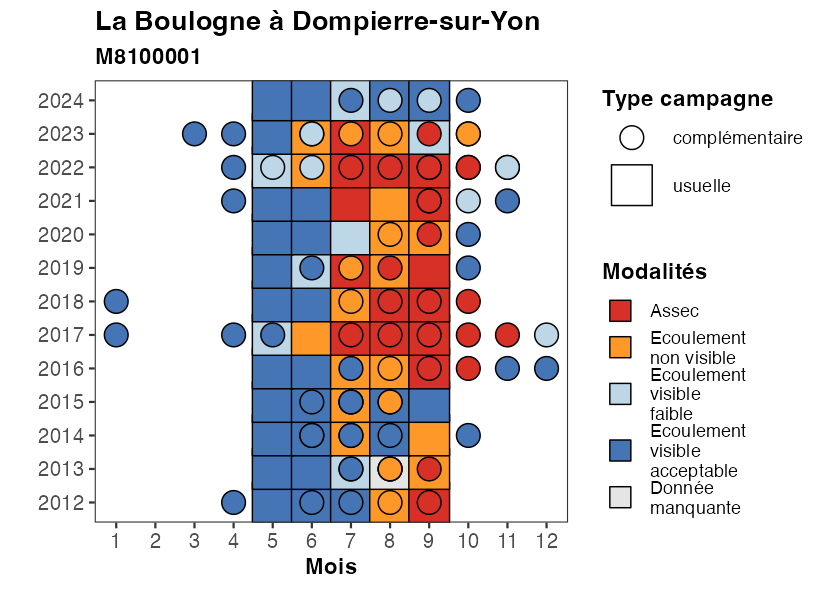 La Boulogne à Dompierre-sur-Yon
M8100001
2024
2023
2022
2021
2020
2019
2018
2017
2016
2015
2014
2013
2012
1 2 3 4 5 6 7 8 9 10 11 12
Mois
Type campagne
complémentaire
usuelle
Modalités
Assec
Ecoulement
non visible
Ecoulement
visible
faible
Ecoulement
visible
acceptable
Donnée
manquante